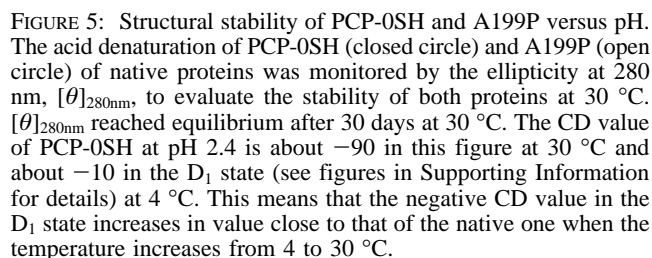 FIGURE 5: Structural stability of PCP-0SH and A199P versus pH.
The acid denaturation of PCP-0SH (closed circle) and A199P (open
circle) of native proteins was monitored by the ellipticity at 280
nm, [θ]280nm, to evaluate the stability of both proteins at 30 °C.
[θ]280nm reached equilibrium after 30 days at 30 °C. The CD value
of PCP-0SH at pH 2.4 is about −90 in this figure at 30 °C and
about −10 in the D1 state (see figures in Supporting Information
for details) at 4 °C. This means that the negative CD value in the
D1 state increases in value close to that of the native one when the
temperature increases from 4 to 30 °C.